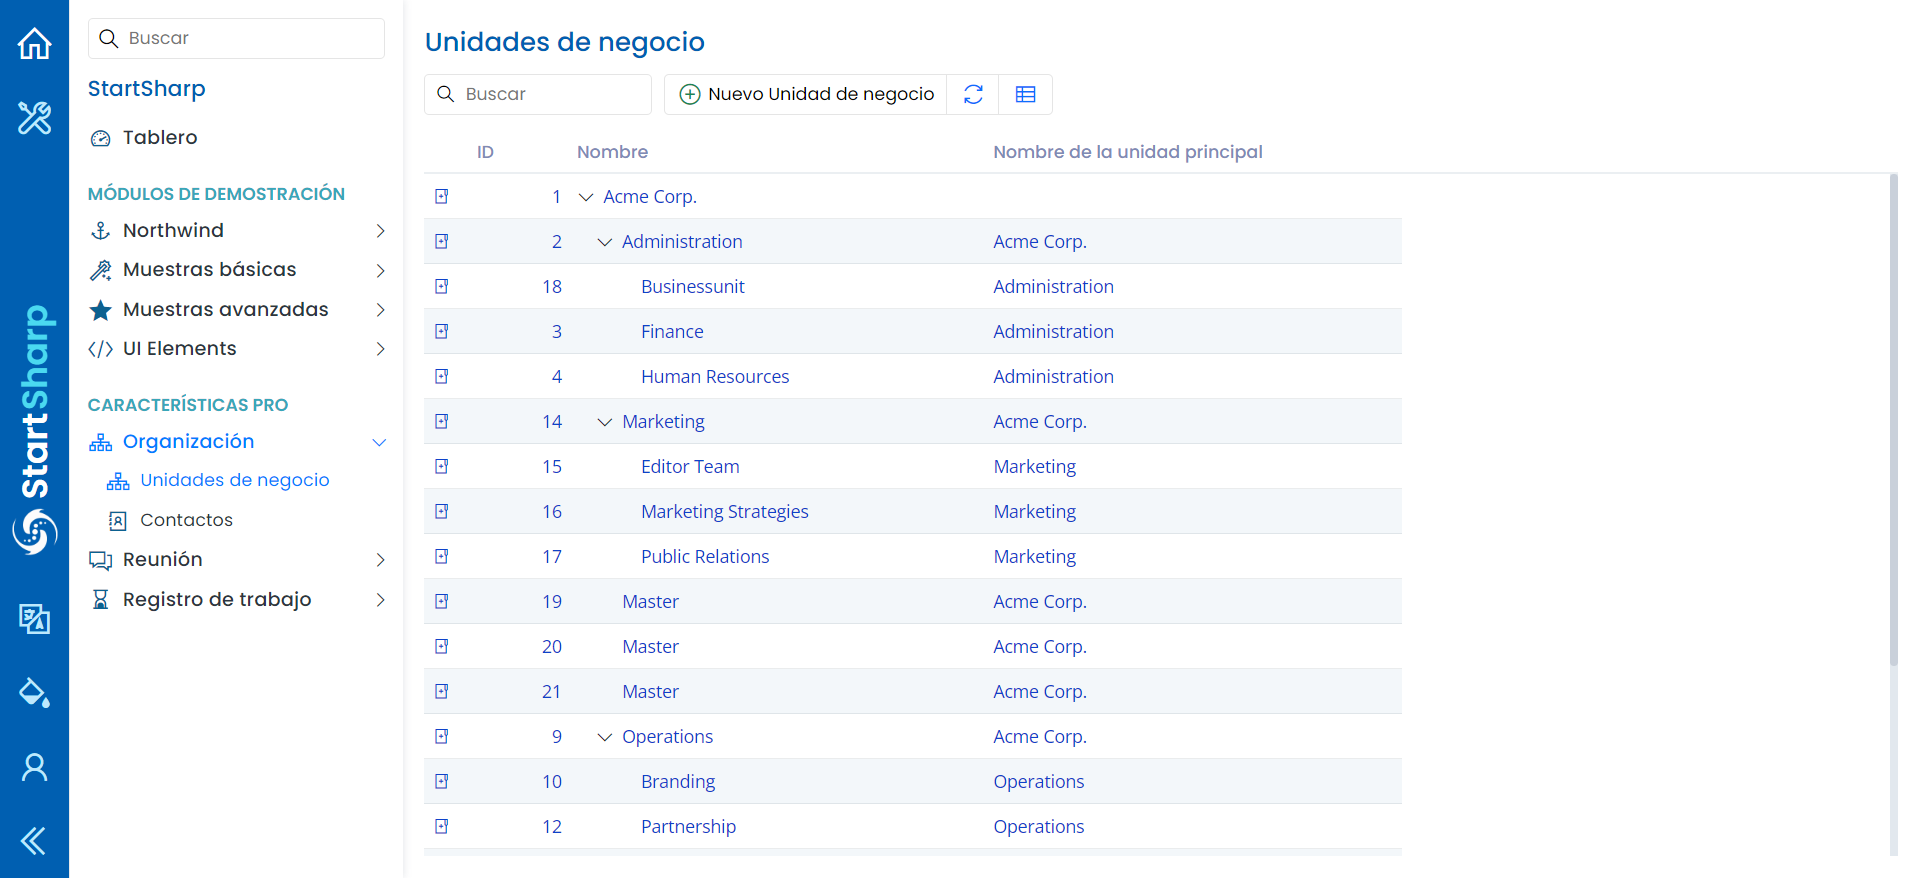 Buscar
StartSharp
Tablero
MÓDULOS DE DEMOSTRACIÓN
Northwind
Muestras básicas
Muestras avanzadas
UI Elements
CARACTERÍSTICAS PRO
Organización
Unidades de negocio
Contactos
Reunión
Registro de trabajo
StartSharp
Unidades de negocio
Buscar
Nuevo Unidad de negocio
ID Nombre Nombre de la unidad principal
1 Acme Corp.
2 Administration Acme Corp.
18 Businessunit Administration
3 Finance Administration
4 Human Resources Administration
14 Marketing Acme Corp.
15 Editor Team Marketing
16 Marketing Strategies Marketing
17 Public Relations Marketing
19 Master Acme Corp.
20 Master Acme Corp.
21 Master Acme Corp.
9 Operations Acme Corp.
10 Branding Operations
12 Partnership Operations